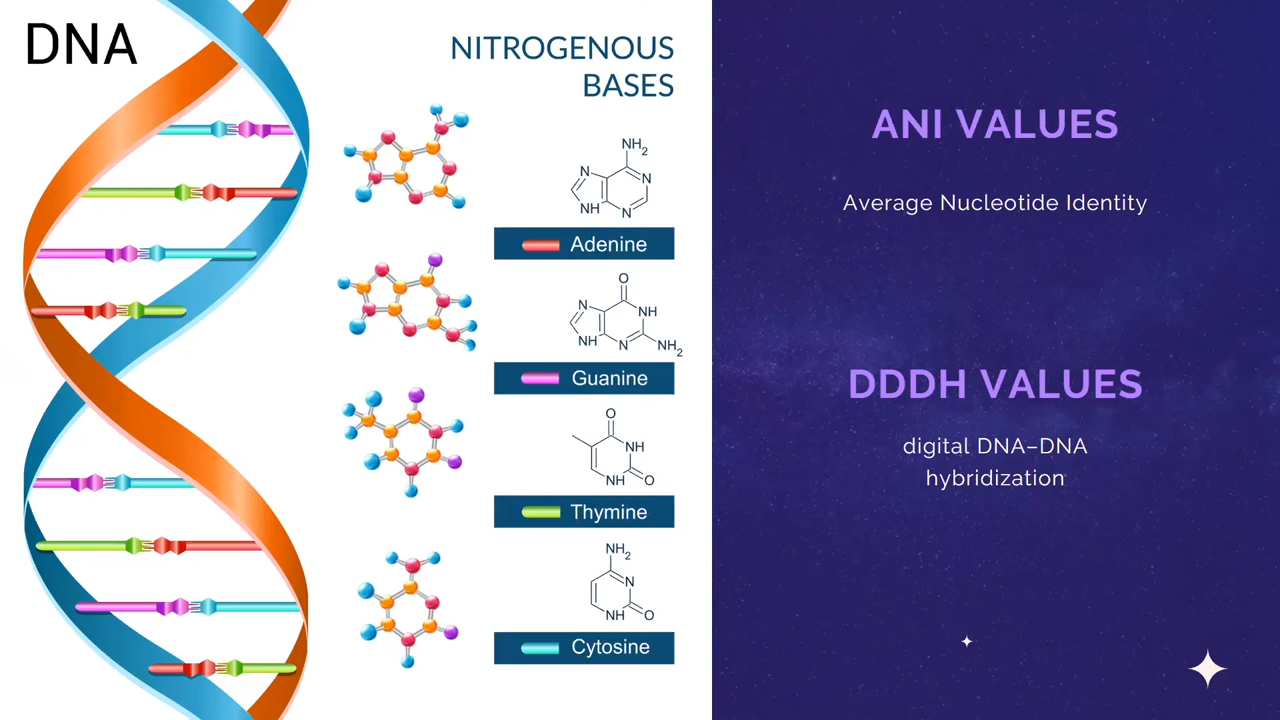 DNA
NITROGENOUS
BASES
NH2
N
N
NH
N
Adenine
O
N
NH
NH
N
NH2
Guanine
O
NH
NH
O
Thymine
NH2
N
NH
O
Cytosine
ANI VALUES
Average Nucleotide Identity
DDDH VALUES
digital DNA–DNA
hybridization